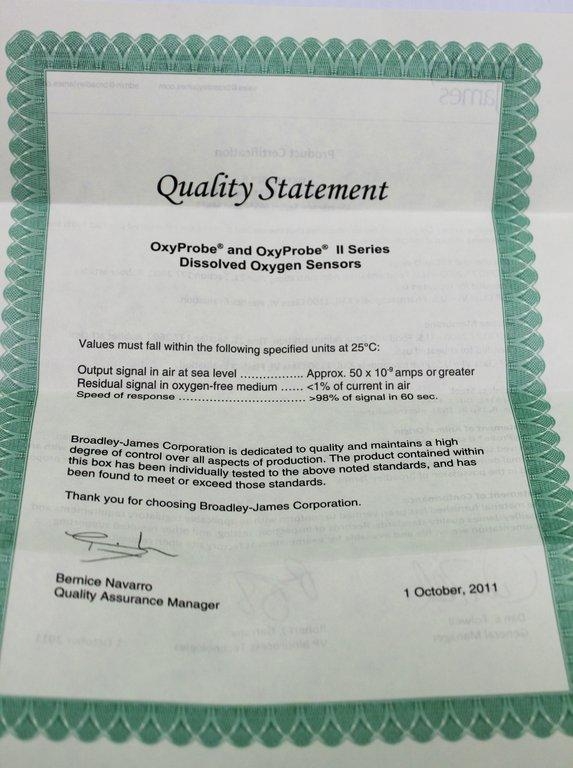 Quality Statement
OxyProbe® and OxyProbe® II Series
Dissolved Oxygen Sensors
Values must fall within the following specified units at 25°C:
Output signal in air at sea level ................. Approx. 50 x 10⁻⁹ amps or greater
Residual signal in oxygen-free medium ...... <1% of current in air
Speed of response ................................ >98% of signal in 60 sec.
Broadley-James Corporation is dedicated to quality and maintains a high
degree of control over all aspects of production. The product contained within
this box has been individually tested to the above noted standards, and has
been found to meet or exceed those standards.
Thank you for choosing Broadley-James Corporation.
Bernice Navarro
Quality Assurance Manager
1 October, 2011